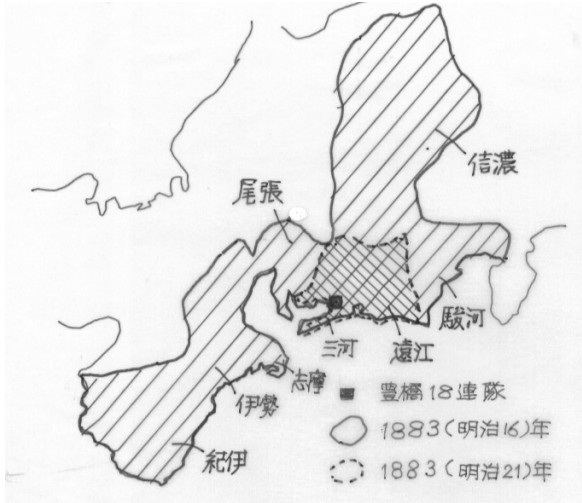 信濃
尾張
駿河
三河
遠江
志摩
伊勢
紀伊
豊橋18連隊
1883(明治16)年
1883(明治21)年